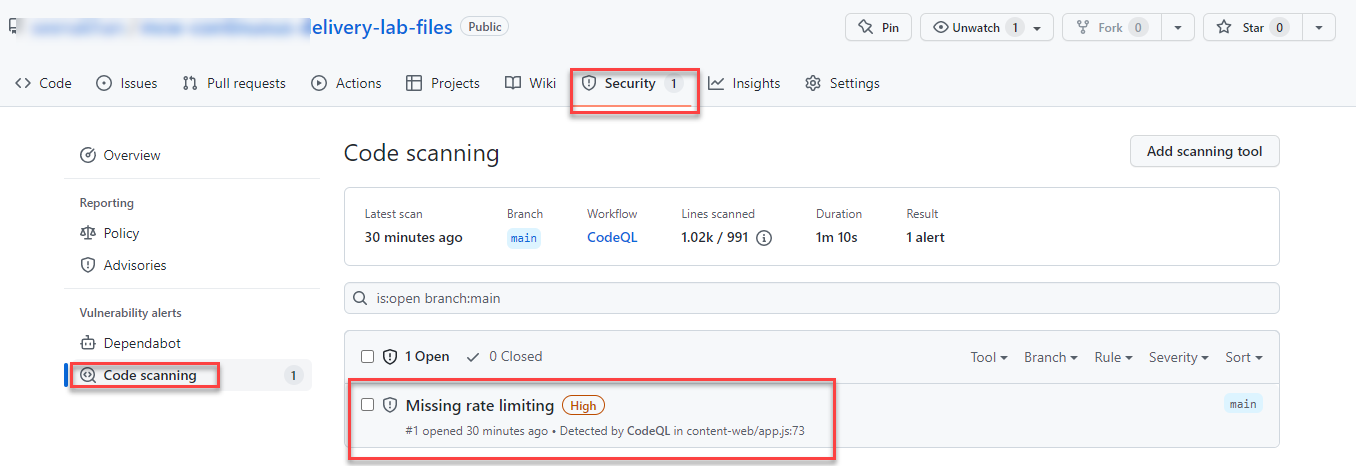 elivery-lab-files Public Pin Unwatch 1 Fork 0 Star 0
Code Issues Pull requests Actions Projects Wiki Security 1 Insights Settings
Overview
Reporting
Policy
Advisories
Vulnerability alerts
Dependabot
Code scanning 1
Code scanning Add scanning tool
Latest scan Branch Workflow Lines scanned Duration Result
30 minutes ago main CodeQL 1.02k / 991 1m 10s 1 alert
is:open branch:main
1 Open 0 Closed Tool Branch Rule Severity Sort
Missing rate limiting High main
#1 opened 30 minutes ago • Detected by CodeQL in content-web/app.js:73